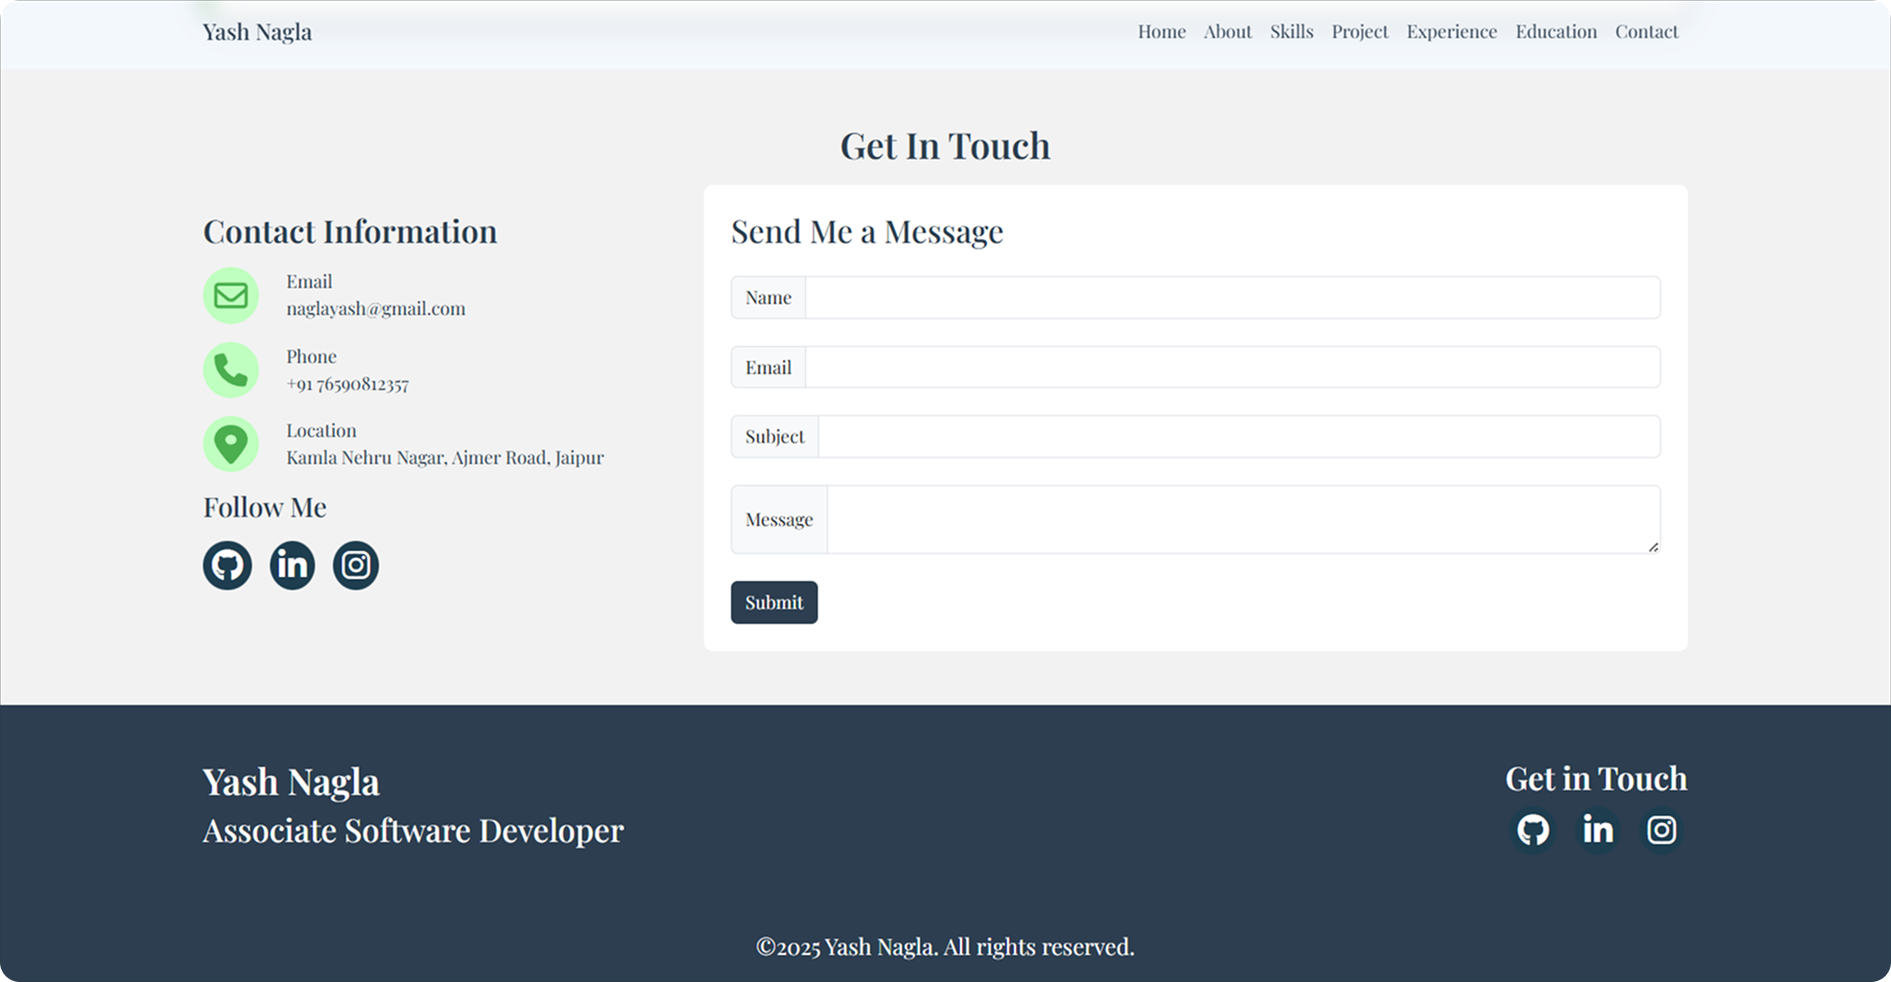 Yash Nagla
Home About Skills Project Experience Education Contact
Get In Touch
Contact Information
Email
naglayash@gmail.com
Phone
+91 76590812357
Location
Kamla Nehru Nagar, Ajmer Road, Jaipur
Follow Me
in
Send Me a Message
Name
Email
Subject
Message
Submit
Yash Nagla
Associate Software Developer
Get in Touch
in
©2025 Yash Nagla. All rights reserved.